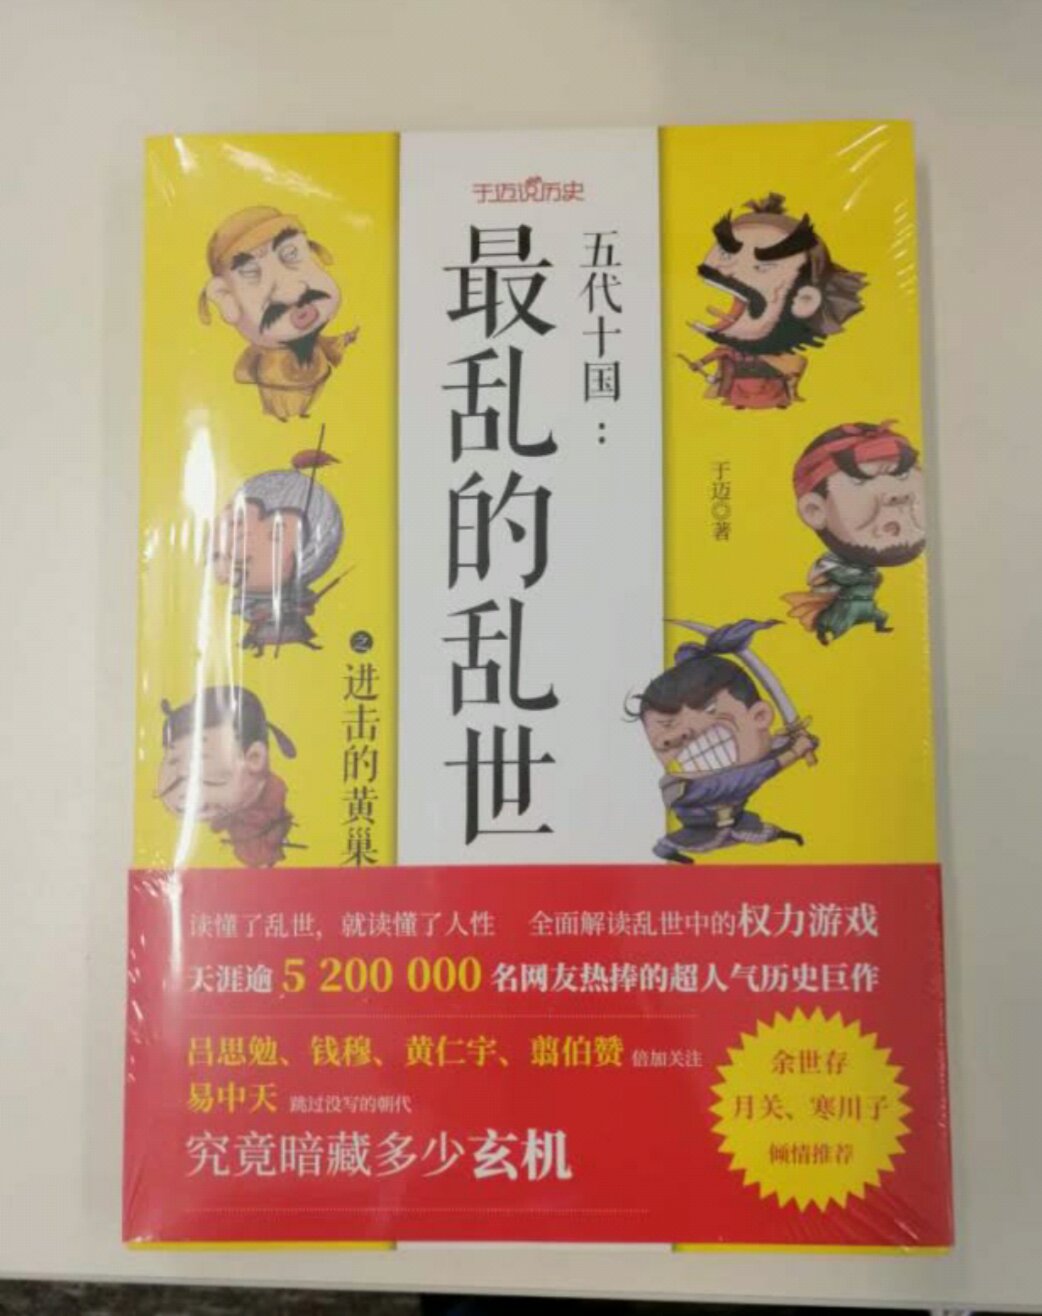 于迈说历史
五代十国：
最乱的乱世
于迈◎著
之进击的黄巢
读懂了乱世，就读懂了人性 全面解读乱世中的权力游戏
天涯逾 5 200 000 名网友热捧的超人气历史巨作
吕思勉、钱穆、黄仁宇、翦伯赞 倍加关注
易中天 跳过没写的朝代
究竟暗藏多少玄机
余世存
月关、寒川子
倾情推荐